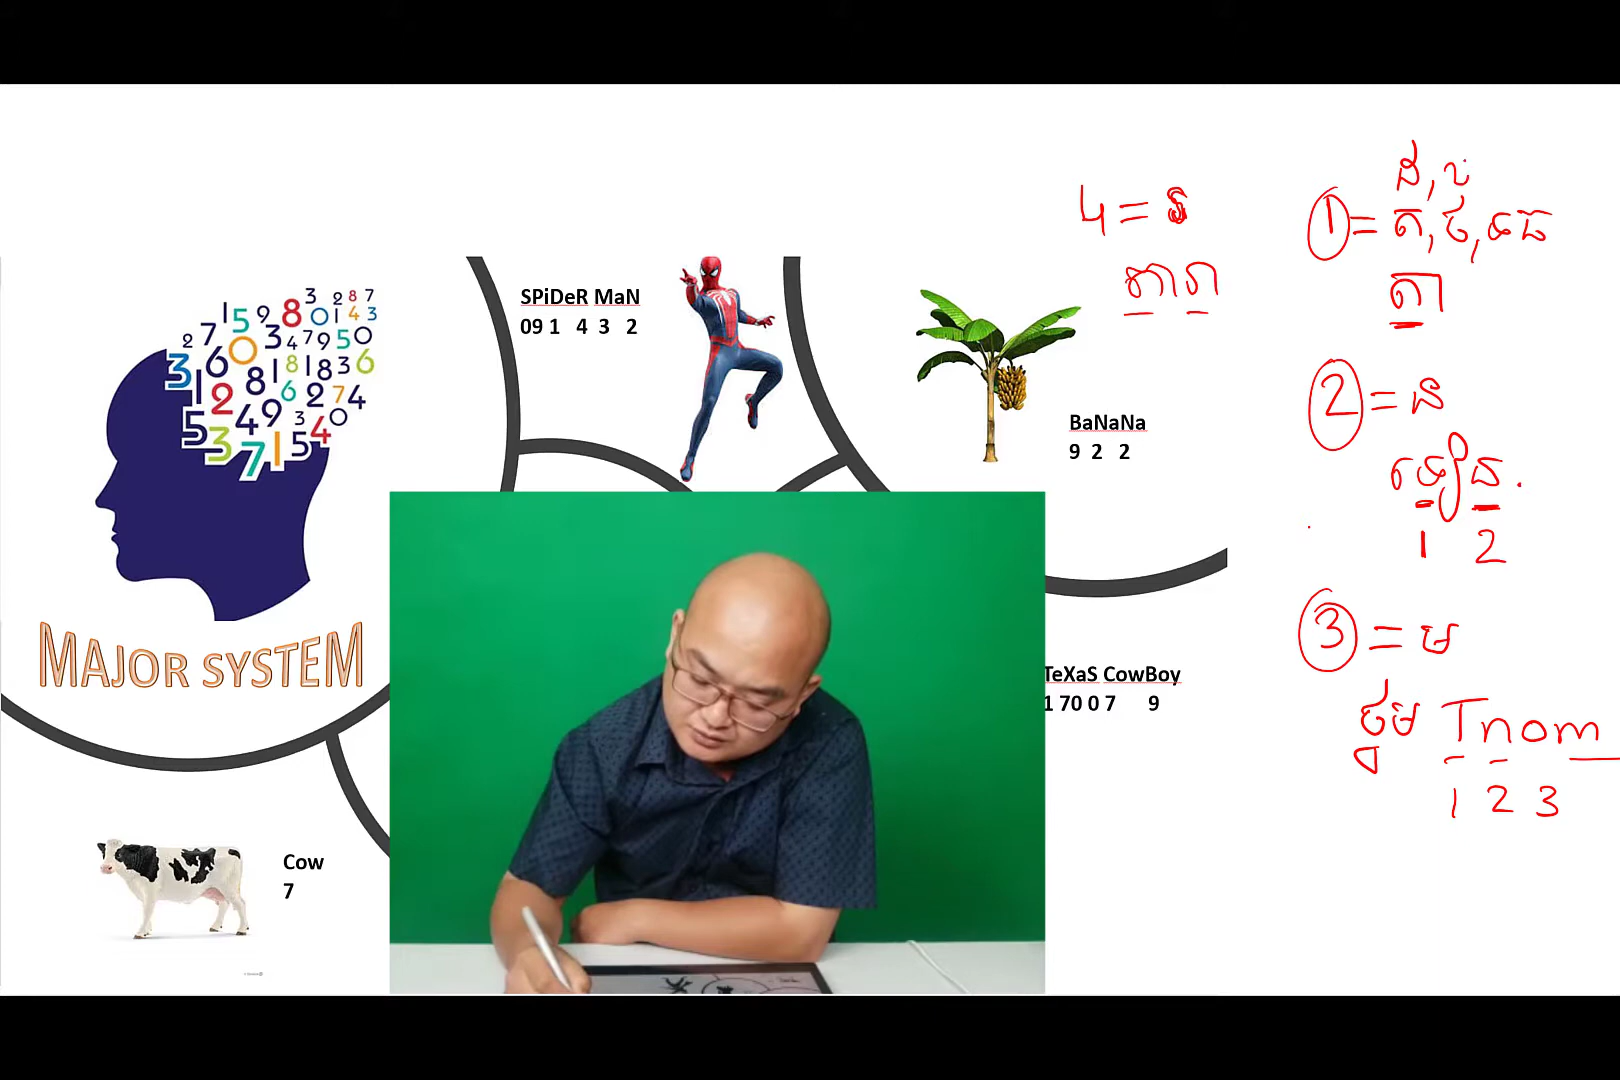 SPiDeR MaN
09 1 4 3 2
BaNaNa
9 2 2
MAJOR SYSTEM
TeXaS CowBoy
1 70 0 7 9
Cow
7
4 = រ
តារា
ដ,
1 = ត, ថ, ទ ធ
តា
2 = ន
ទៀន.
1 2
3 = ម
ថ្ម Tnom
1 2 3